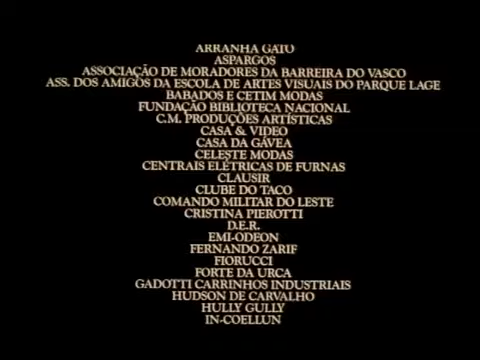 ARRANHA GATO
ASPARGOS
ASSOCIAÇÃO DE MORADORES DA BARREIRA DO VASCO
ASS. DOS AMIGOS DA ESCOLA DE ARTES VISUAIS DO PARQUE LAGE
BABADOS E CETIM MODAS
FUNDAÇÃO BIBLIOTECA NACIONAL
C.M. PRODUÇÕES ARTÍSTICAS
CASA & VIDEO
CASA DA GÁVEA
CELESTE MODAS
CENTRAIS ELÉTRICAS DE FURNAS
CLAUSIR
CLUBE DO TACO
COMANDO MILITAR DO LESTE
CRISTINA PIEROTTI
D.E.R.
EMI-ODEON
FERNANDO ZARIF
FIORUCCI
FORTE DA URCA
GADOTTI CARRINHOS INDUSTRIAIS
HUDSON DE CARVALHO
HULLY GULLY
IN-COELLUN